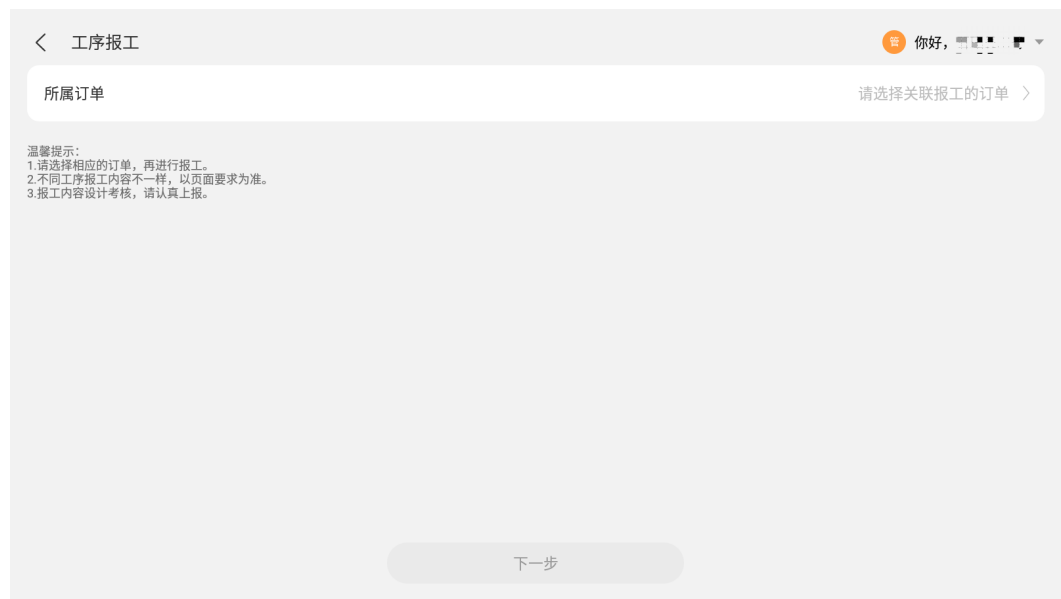 工序报工
管 你好，
所属订单 请选择关联报工的订单
温馨提示：
1.请选择相应的订单，再进行报工。
2.不同工序报工内容不一样，以页面要求为准。
3.报工内容设计考核，请认真上报。
下一步